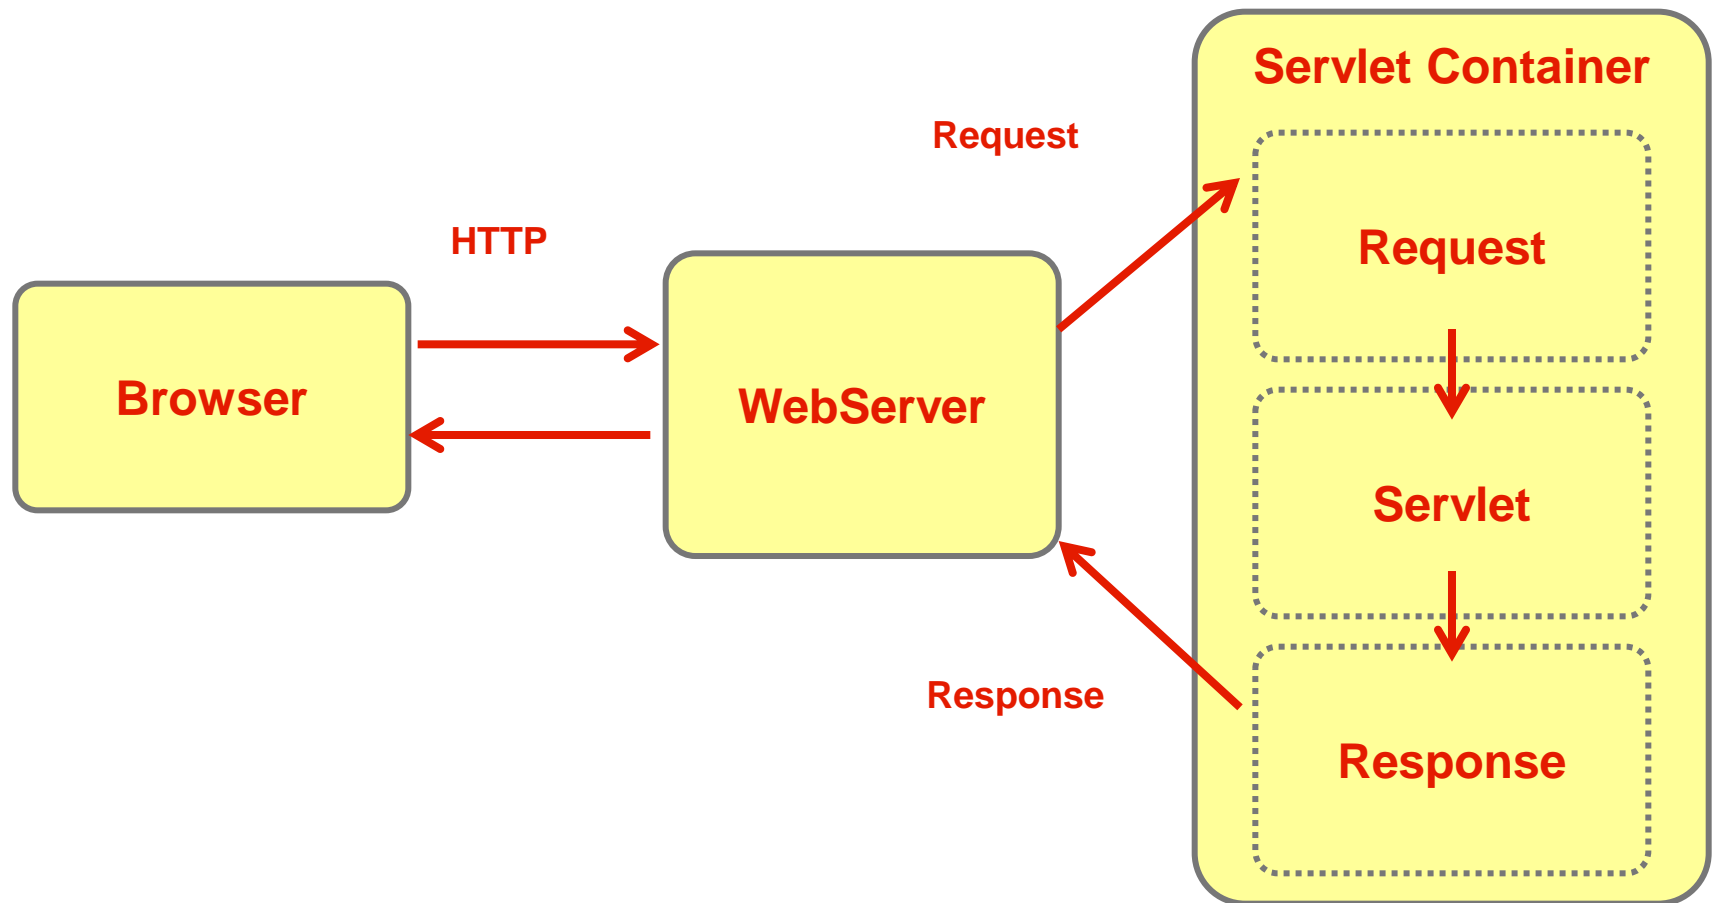 Servlet Container
Request
HTTP
Request
Browser
WebServer
Servlet
Response
Response